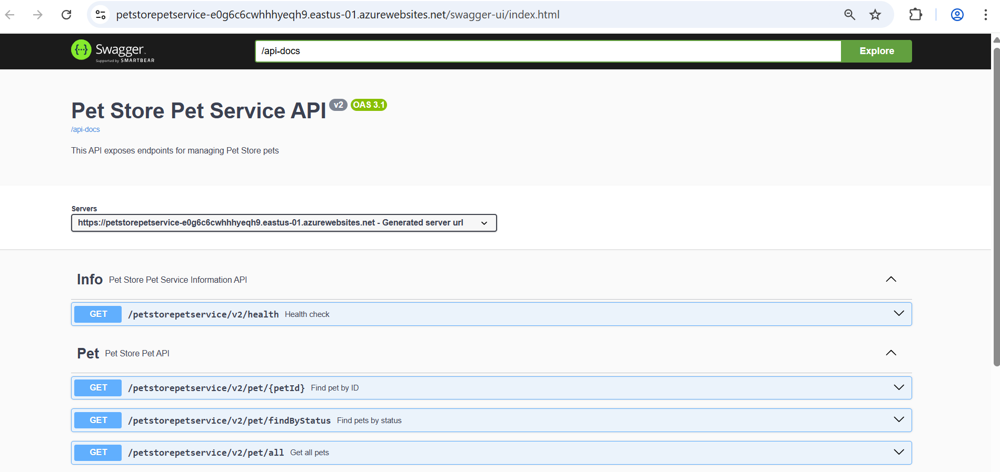 petstorepetservice-e0g6c6cwhhhyeqh9.eastus-01.azurewebsites.net/swagger-ui/index.html
Swagger
Supported by SMARTBEAR
/api-docs
Explore
Pet Store Pet Service API v2 OAS 3.1
/api-docs
This API exposes endpoints for managing Pet Store pets
Servers
https://petstorepetservice-e0g6c6cwhhhyeqh9.eastus-01.azurewebsites.net - Generated server url
Info Pet Store Pet Service Information API
GET /petstorepetservice/v2/health Health check
Pet Pet Store Pet API
GET /petstorepetservice/v2/pet/{petId} Find pet by ID
GET /petstorepetservice/v2/pet/findByStatus Find pets by status
GET /petstorepetservice/v2/pet/all Get all pets